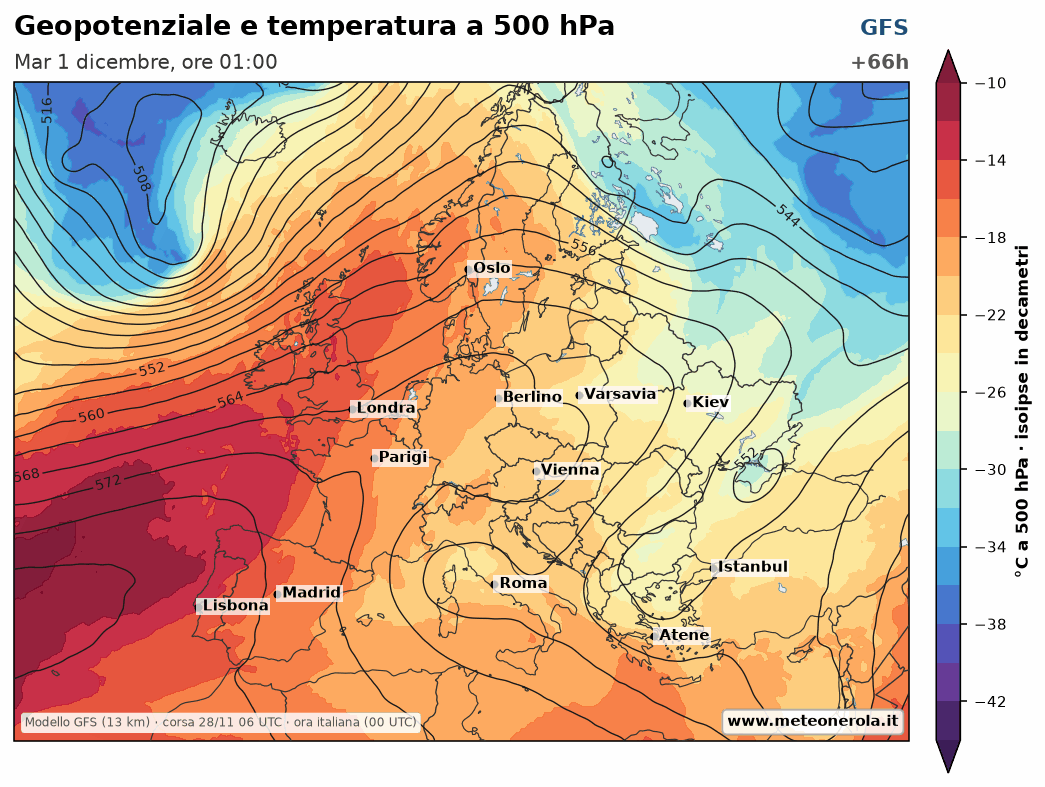 Geopotenziale e temperatura a 500 hPa
GFS
Mar 1 dicembre, ore 01:00
+66h
516
508
544
556
552
560
564
568
572
Oslo
Berlino
Varsavia
Kiev
Londra
Parigi
Vienna
Istanbul
Roma
Madrid
Lisbona
Atene
Modello GFS (13 km) · corsa 28/11 06 UTC · ora italiana (00 UTC)
www.meteonerola.it
−10
−14
−18
−22
−26
−30
−34
−38
−42
°C a 500 hPa · isoipse in decametri